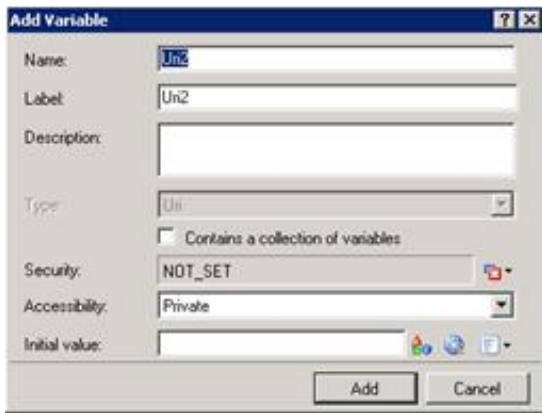 Add Variable
Name: Uri2
Label: Uri2
Description:
Type: Uri
Contains a collection of variables
Security: NOT_SET
Accessibility: Private
Initial value:
Add Cancel